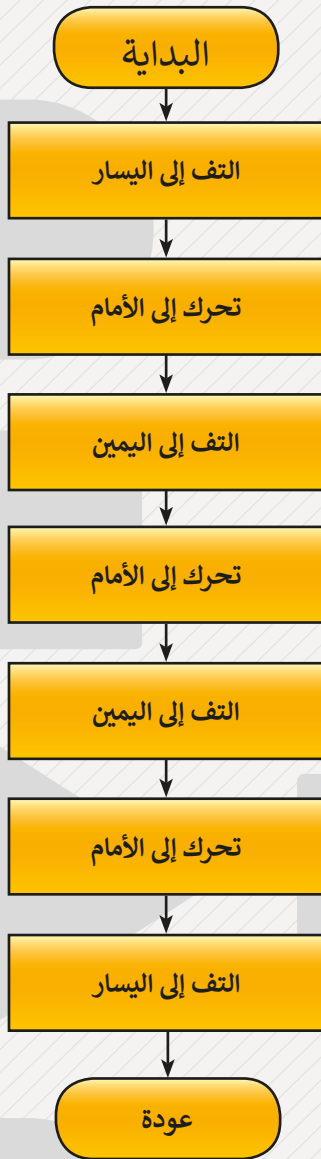 البداية
التف إلى اليسار
تحرك إلى الأمام
التف إلى اليمين
تحرك إلى الأمام
التف إلى اليمين
تحرك إلى الأمام
التف إلى اليسار
عودة